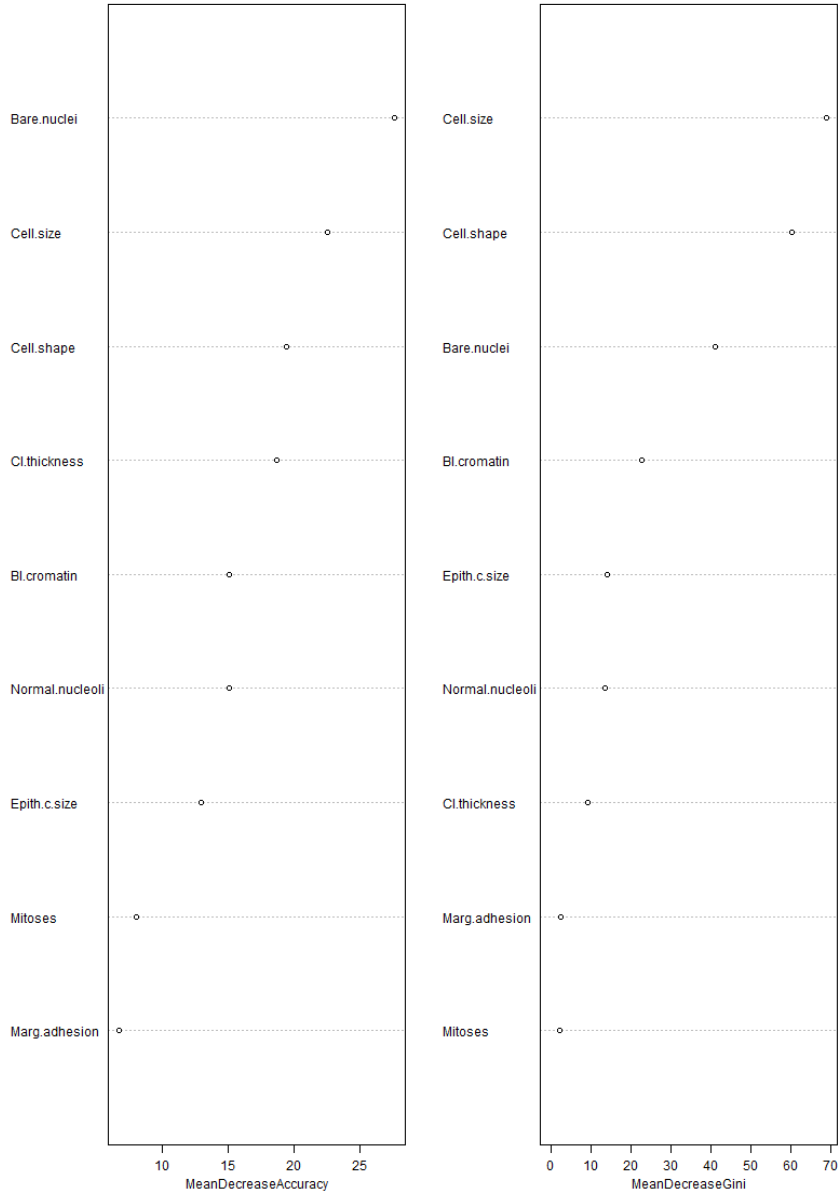 Bare.nuclei
Cell.size
Cell.shape
Cl.thickness
Bl.cromatin
Normal.nucleoli
Epith.c.size
Mitoses
Marg.adhesion
10 15 20 25
MeanDecreaseAccuracy
Cell.size
Cell.shape
Bare.nuclei
Bl.cromatin
Epith.c.size
Normal.nucleoli
Cl.thickness
Marg.adhesion
Mitoses
0 10 20 30 40 50 60 70
MeanDecreaseGini